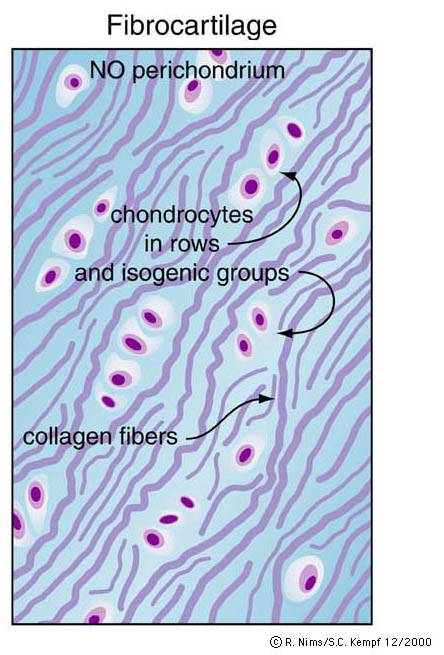 Fibrocartilage
NO perichondrium
chondrocytes
in rows
and isogenic groups
collagen fibers
© R. Nims/S.C. Kempf 12/2000